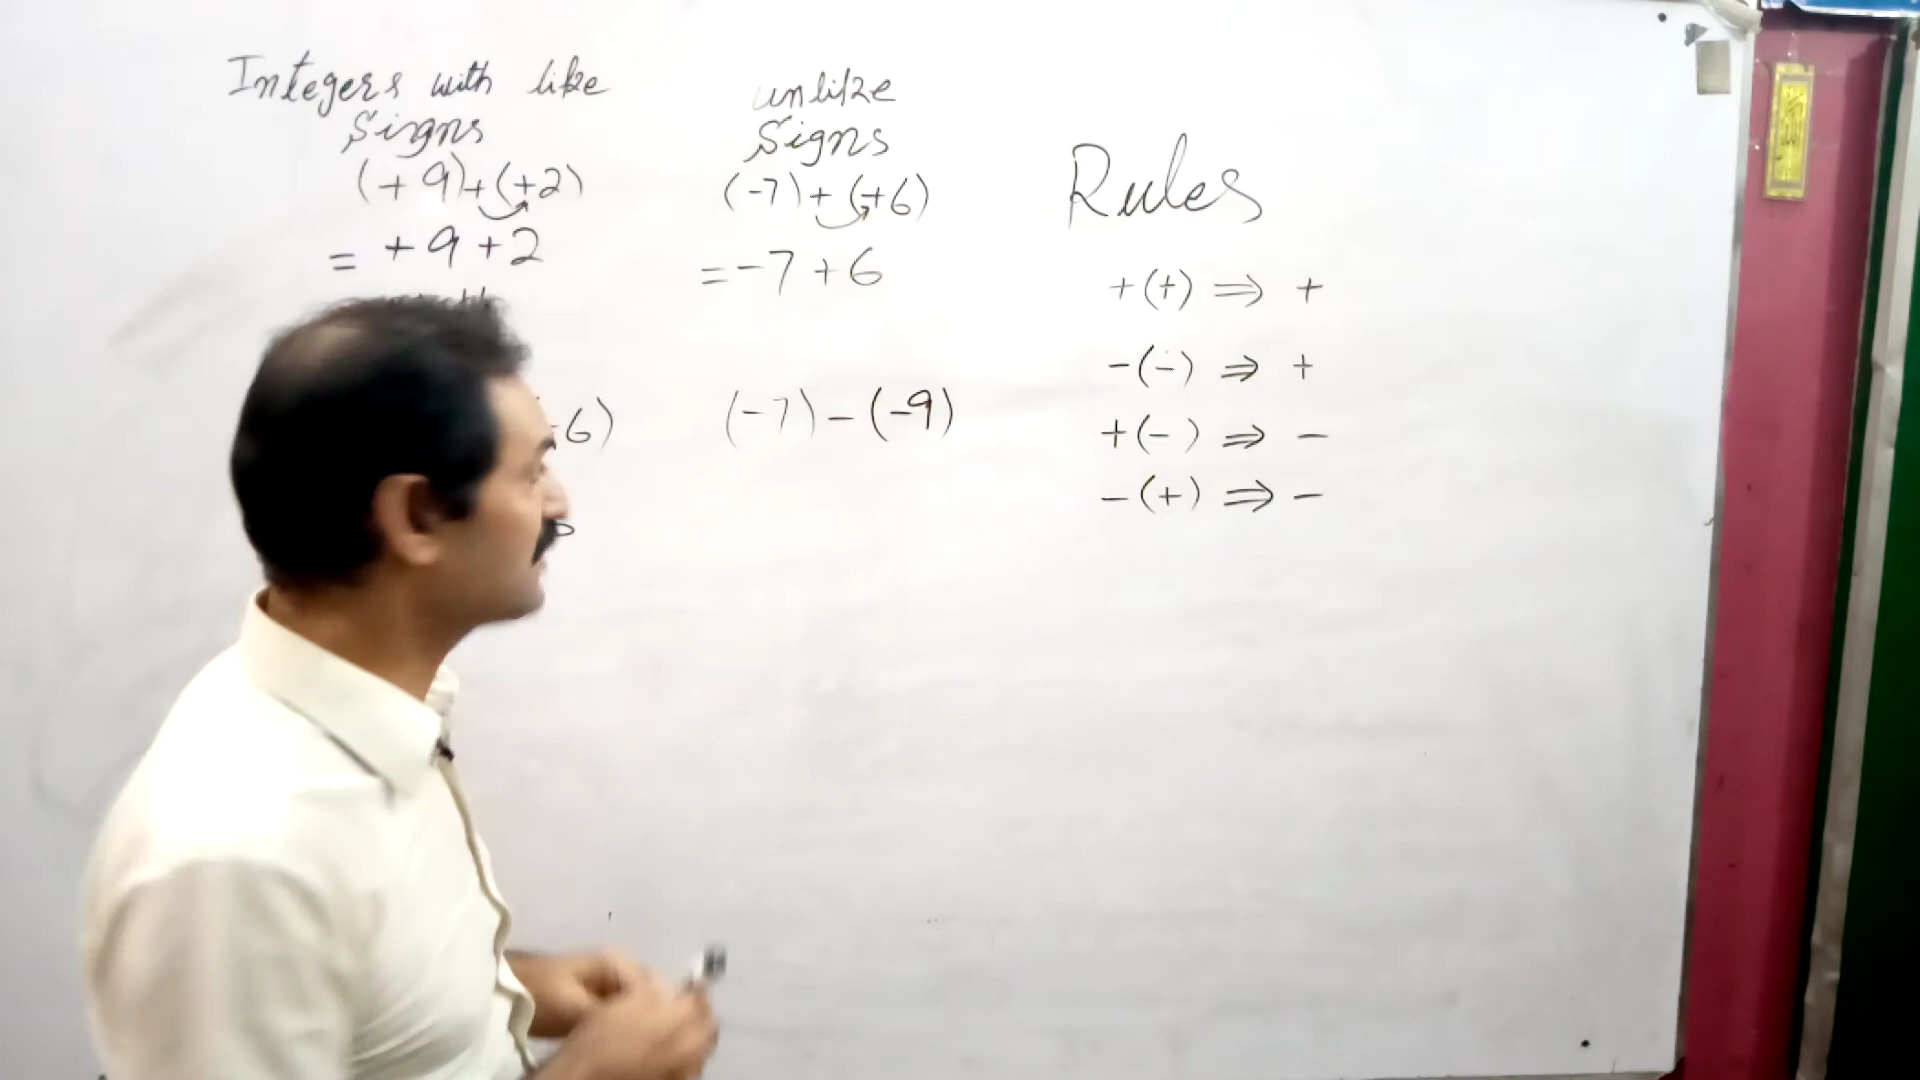 Integers with like
Signs
(+9)+(+2)
= +9+2
6)
unlike
Signs
(-7)+(+6)
=-7+6
(-7)-(-9)
Rules
+(+) ⇒ +
-(-) ⇒ +
+(-) ⇒ -
-(+) ⇒ -